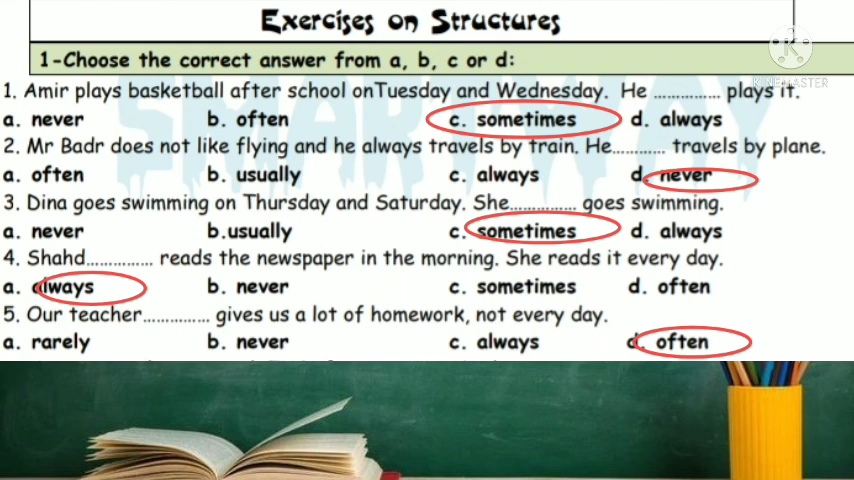 Exercises on Structures
1-Choose the correct answer from a, b, c or d:
KINEMASTER
1. Amir plays basketball after school onTuesday and Wednesday. He …………… plays it.
a. never b. often c. sometimes d. always
2. Mr Badr does not like flying and he always travels by train. He………… travels by plane.
a. often b. usually c. always d. never
3. Dina goes swimming on Thursday and Saturday. She…………… goes swimming.
a. never b.usually c. sometimes d. always
4. Shahd…………… reads the newspaper in the morning. She reads it every day.
a. always b. never c. sometimes d. often
5. Our teacher…………… gives us a lot of homework, not every day.
a. rarely b. never c. always d. often